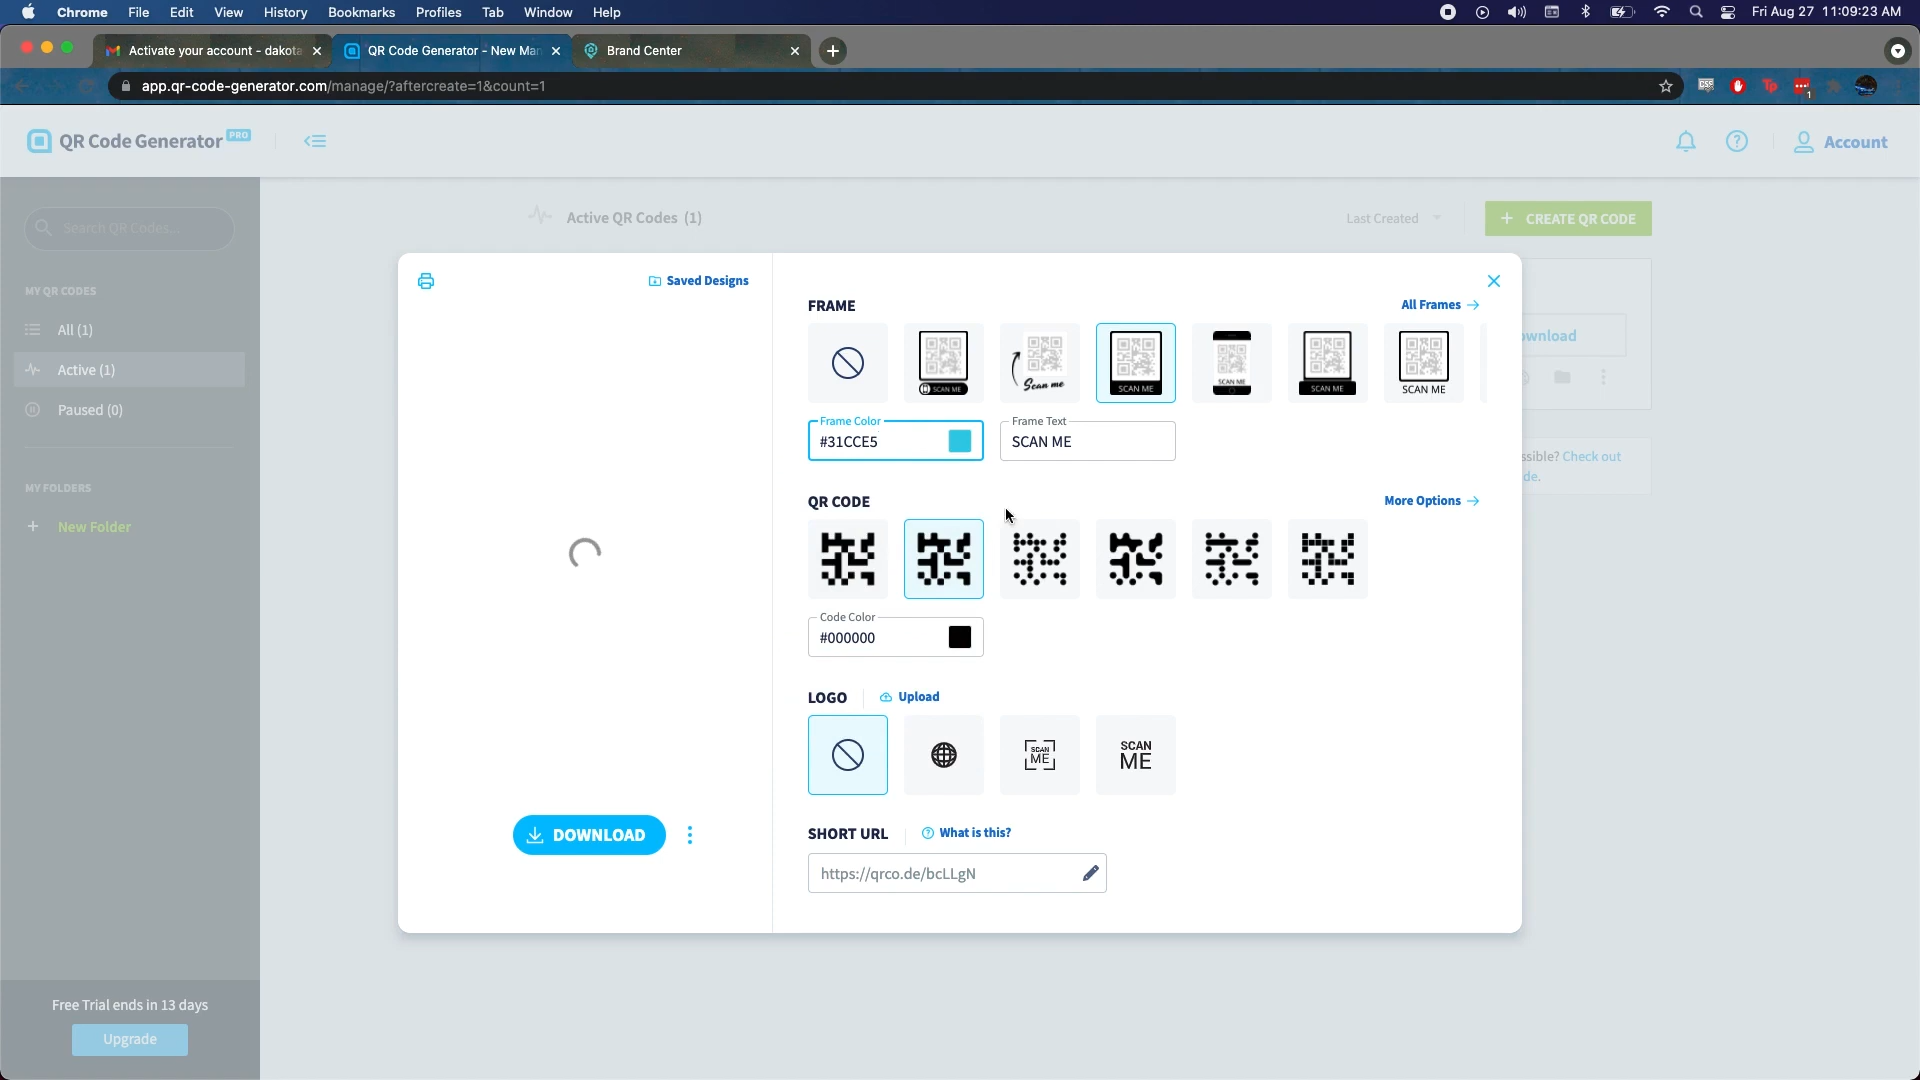 Chrome File Edit View History Bookmarks Profiles Tab Window Help Fri Aug 27 11:09:23 AM
Activate your account - dakota QR Code Generator - New Man Brand Center
app.qr-code-generator.com/manage/?aftercreate=1&count=1
QR Code Generator PRO Account
Search QR Codes...
Active QR Codes (1) Last Created + CREATE QR CODE
MY QR CODES
All (1)
Active (1)
Paused (0)
MY FOLDERS
+ New Folder
Free Trial ends in 13 days
Upgrade
Saved Designs
DOWNLOAD
FRAME All Frames
SCAN ME Scan me SCAN ME SCAN ME SCAN ME SCAN ME
Frame Color Frame Text
#31CCE5 SCAN ME
QR CODE More Options
Code Color
#000000
LOGO Upload
SCAN ME SCAN ME
SHORT URL What is this?
https://qrco.de/bcLLgN
ownload
ssible? Check out
de.